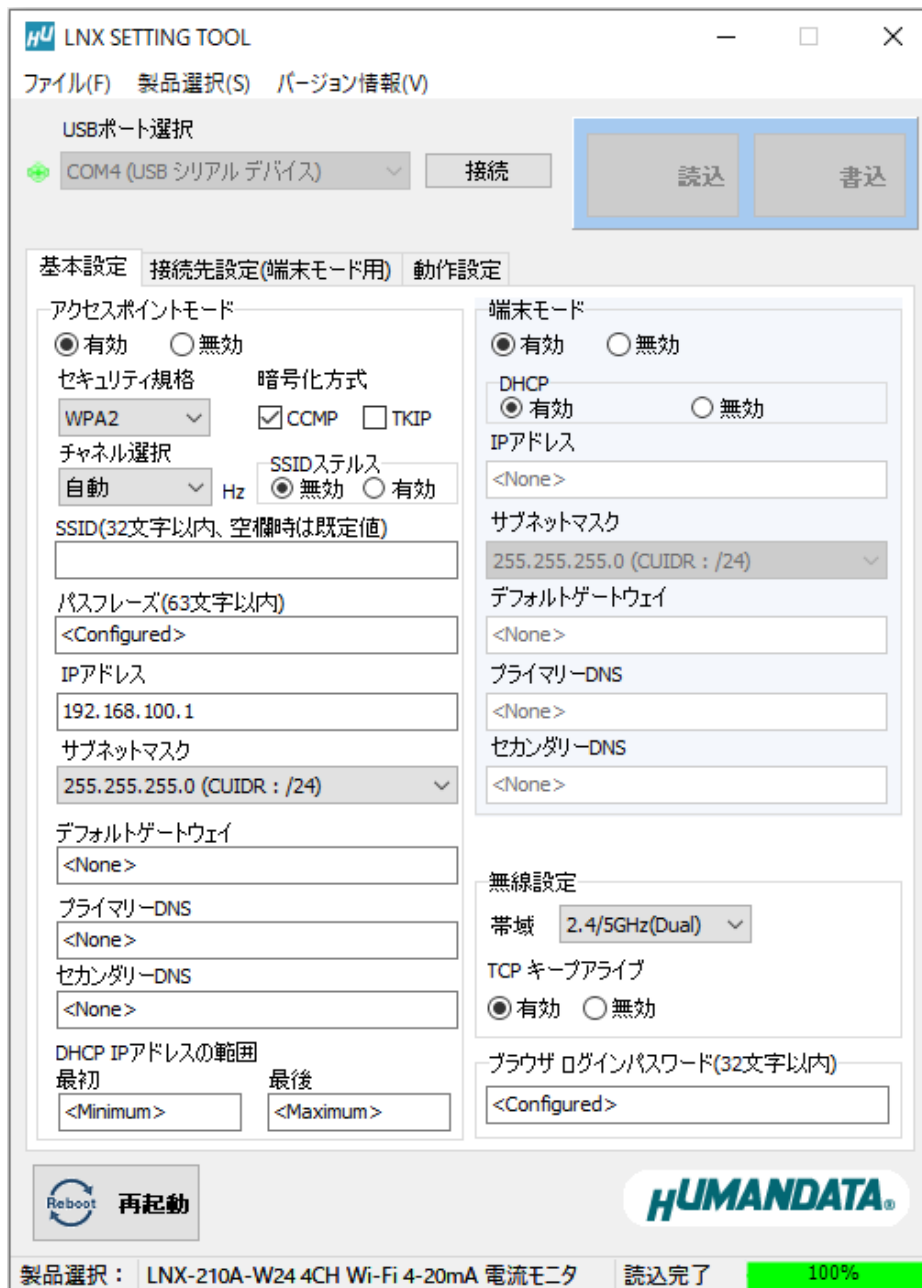 HU LNX SETTING TOOL
ファイル(F) 製品選択(S) バージョン情報(V)
USBポート選択
COM4 (USB シリアル デバイス) 接続 読込 書込
基本設定 接続先設定(端末モード用) 動作設定
アクセスポイントモード
有効 無効
セキュリティ規格 暗号化方式
WPA2 CCMP TKIP
チャネル選択 SSIDステルス
自動 Hz 無効 有効
SSID(32文字以内、空欄時は既定値)
パスフレーズ(63文字以内)
<Configured>
IPアドレス
192.168.100.1
サブネットマスク
255.255.255.0 (CUIDR : /24)
デフォルトゲートウェイ
<None>
プライマリーDNS
<None>
セカンダリーDNS
<None>
DHCP IPアドレスの範囲
最初 最後
<Minimum> <Maximum>
端末モード
有効 無効
DHCP
有効 無効
IPアドレス
<None>
サブネットマスク
255.255.255.0 (CUIDR : /24)
デフォルトゲートウェイ
<None>
プライマリーDNS
<None>
セカンダリーDNS
<None>
無線設定
帯域 2.4/5GHz(Dual)
TCP キープアライブ
有効 無効
ブラウザ ログインパスワード(32文字以内)
<Configured>
Reboot 再起動
HUMANDATA®
製品選択: LNX-210A-W24 4CH Wi-Fi 4-20mA 電流モニタ 読込完了 100%